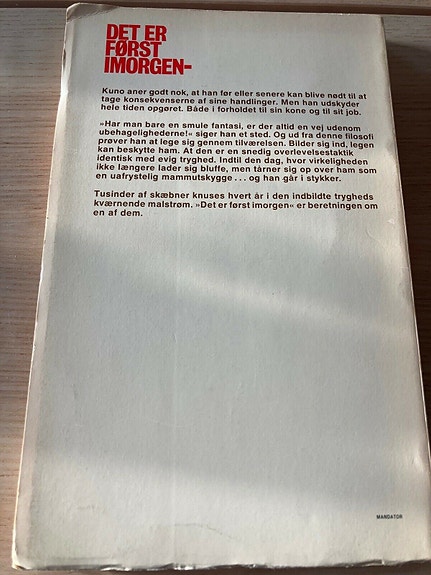 DET ER
FØRST
IMORGEN-
Kuno aner godt nok, at han før eller senere kan blive nødt til at
tage konsekvenserne af sine handlinger. Men han udskyder
hele tiden opgøret. Både i forholdet til sin kone og til sit job.
»Har man bare en smule fantasi, er der altid en vej udenom
ubehagelighederne!« siger han et sted. Og ud fra denne filosofi
prøver han at lege sig gennem tilværelsen. Bilder sig ind, legen
kan beskytte ham. At den er en snedig overlevelsestaktik
identisk med evig tryghed. Indtil den dag, hvor virkeligheden
ikke længere lader sig bluffe, men tårner sig op over ham som
en uafrystelig mammutskygge... og han går i stykker.
Tusinder af skæbner knuses hvert år i den indbildte trygheds
kværnende malstrøm. »Det er først imorgen« er beretningen om
en af dem.
MANDATOR